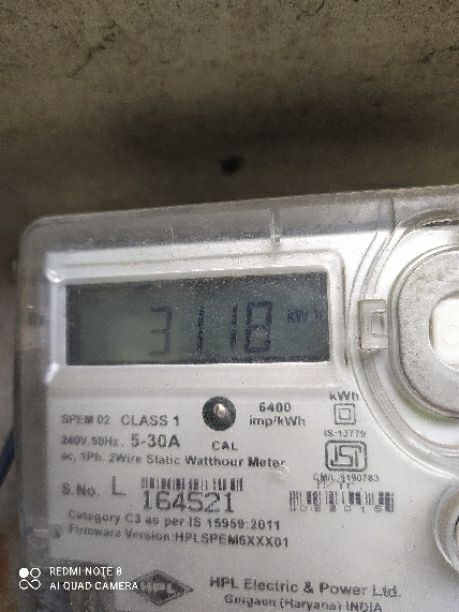 3118 kWh
SPEM 02 CLASS 1
6400
imp/kWh
kWh
240V, 50Hz, 5-30A
CAL
IS-13779
ac, 1Ph, 2Wire Static Watthour Meter
ISI
S.No. L 164521
Category C3 as per IS 15959:2011
Firmware Version:HPLSPEM6XXX01
HPL
HPL Electric & Power Ltd.
Gurgaon (Haryana) INDIA
REDMI NOTE 8
AI QUAD CAMERA